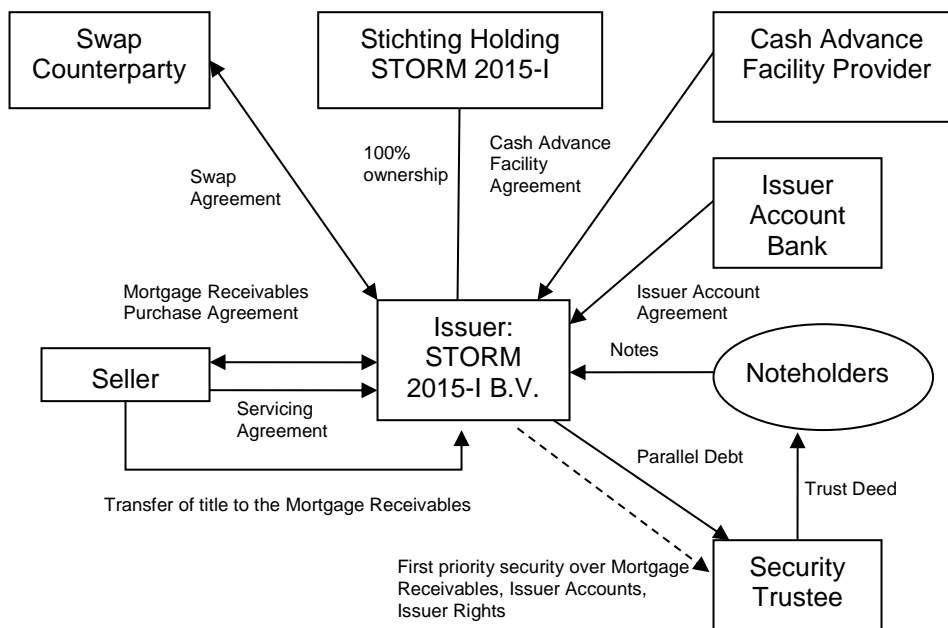 Swap
Counterparty
Stichting Holding
STORM 2015-I
Cash Advance
Facility Provider
100%
ownership
Cash Advance
Facility
Agreement
Swap
Agreement
Issuer
Account
Bank
Mortgage Receivables
Purchase Agreement
Issuer Account
Agreement
Issuer:
STORM
2015-I B.V.
Notes
Noteholders
Seller
Servicing
Agreement
Parallel Debt
Trust Deed
Transfer of title to the Mortgage Receivables
First priority security over Mortgage
Receivables, Issuer Accounts,
Issuer Rights
Security
Trustee